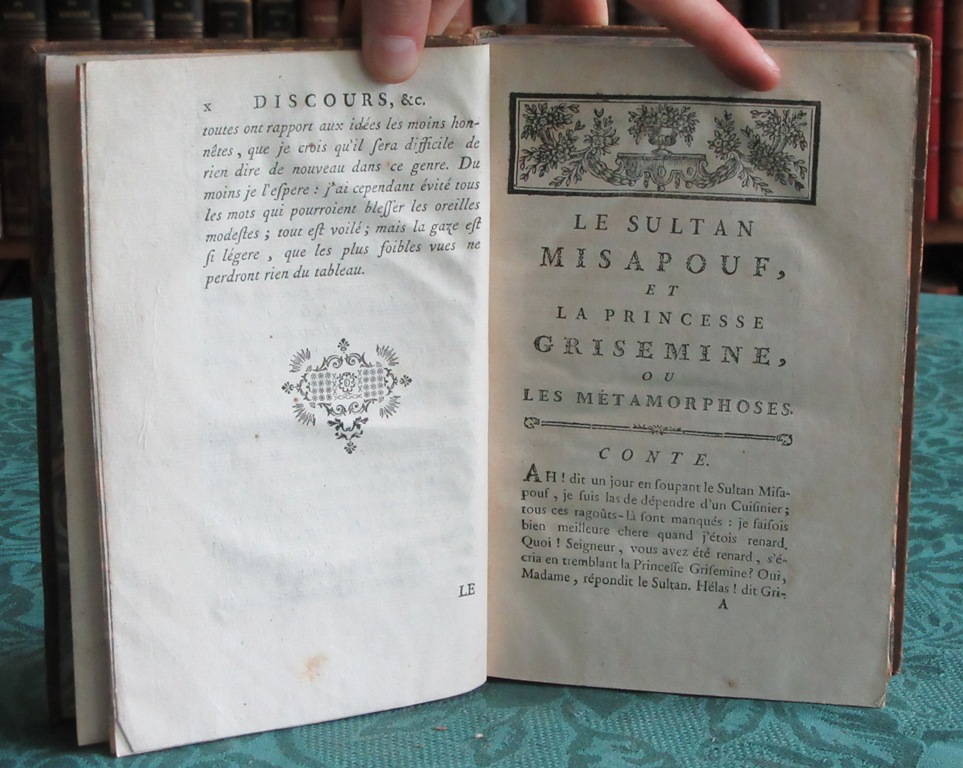 x DISCOURS, &c.
toutes ont rapport aux idées les moins hon-
nêtes, que je crois qu'il ſera difficile de
rien dire de nouveau dans ce genre. Du
moins je l'eſpere : j'ai cependant évité tous
les mots qui pourroient bleſſer les oreilles
modeſtes ; tout eſt voilé ; mais la gaze eſt
ſi légere, que les plus foibles vues ne
perdront rien du tableau.
LE
LE SULTAN
MISAPOUF,
ET
LA PRINCESSE
GRISEMINE,
OU
LES MÉTAMORPHOSES.
CONTE.
AH ! dit un jour en ſoupant le Sultan Miſa-
pouf, je ſuis las de dépendre d'un Cuiſinier ;
tous ces ragoûts-là ſont manqués : je faiſois
bien meilleure chere quand j'étois renard.
Quoi ! Seigneur, vous avez été renard, s'é-
cria en tremblant la Princeſſe Griſemine ? Oui,
Madame, répondit le Sultan. Hélas ! dit Gri-
A